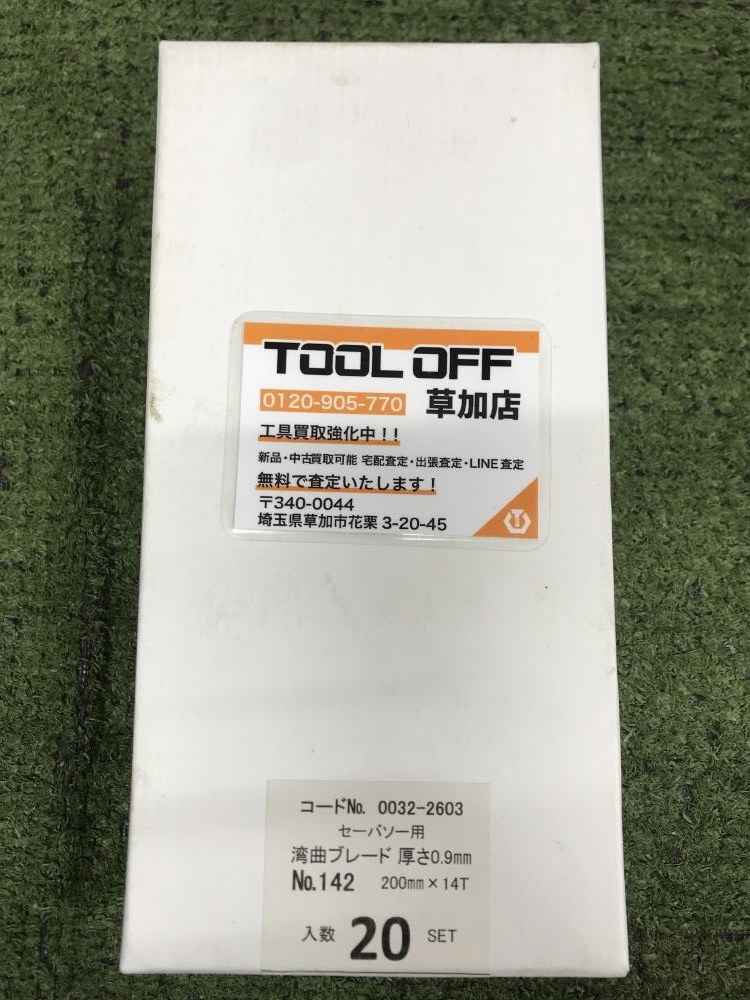 TOOL OFF
0120-905-770 草加店
工具買取強化中！！
新品・中古買取可能 宅配査定・出張査定・LINE査定
無料で査定いたします！
〒340-0044
埼玉県草加市花栗3-20-45
T
コードNo. 0032-2603
セーバソー用
湾曲ブレード 厚さ0.9mm
No.142 200mm×14T
入数 20 SET